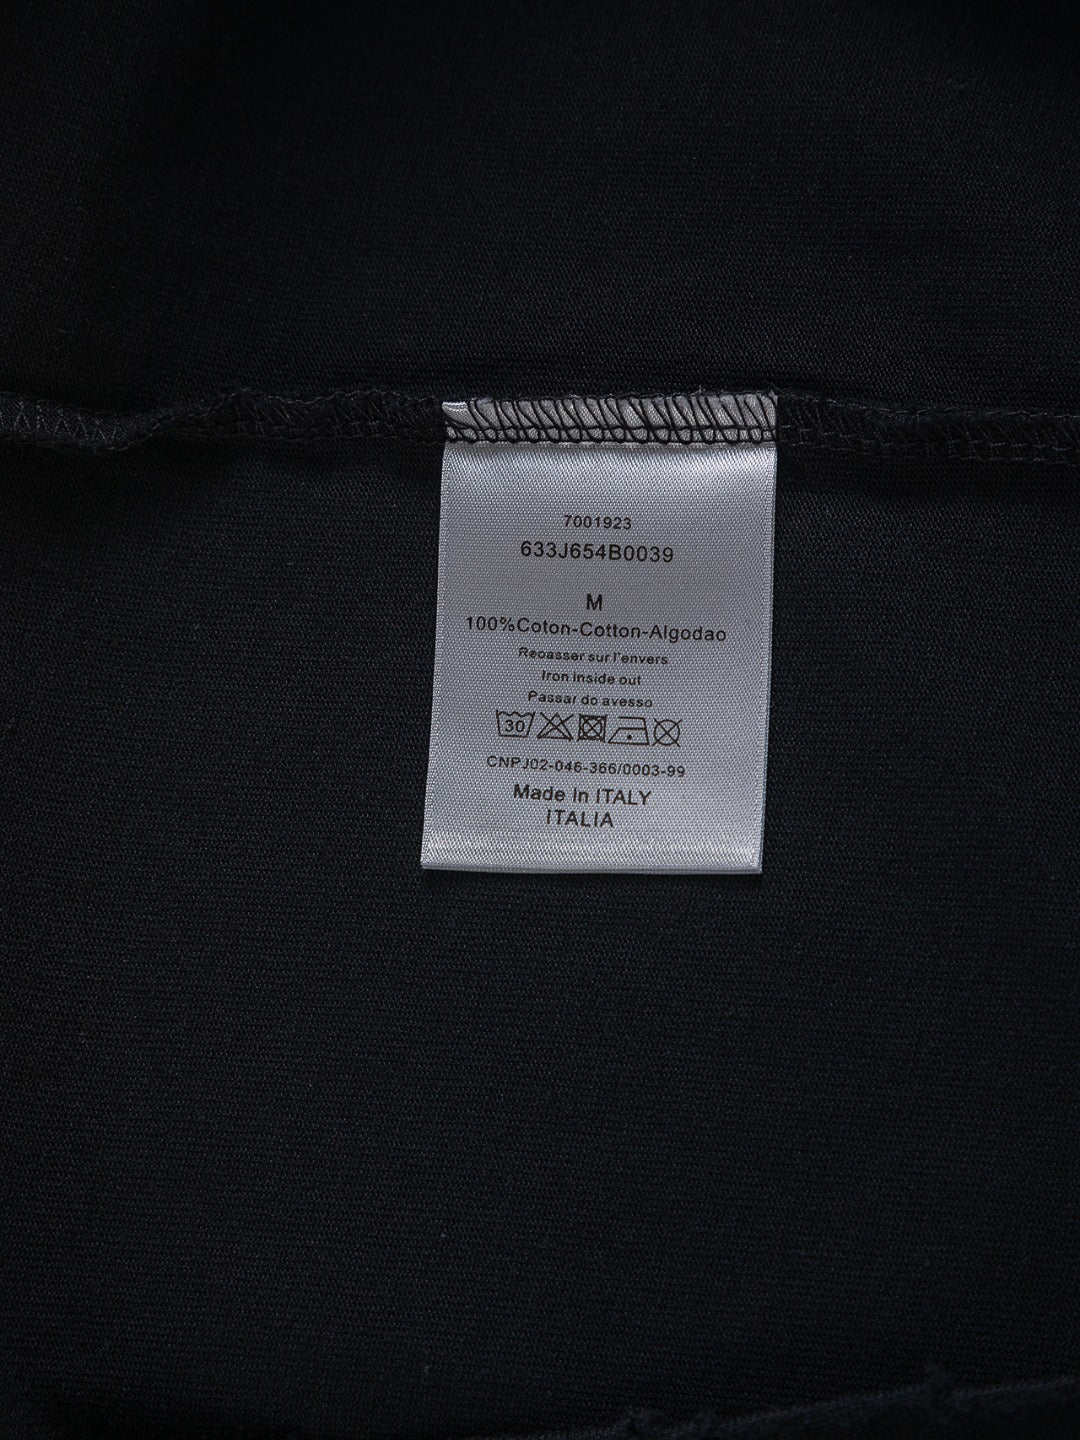 7001923
633J654B0039
M
100%Coton-Cotton-Algodao
Repasser sur l'envers
Iron inside out
Passar do avesso
30
CNPJ02-046-366/0003-99
Made In ITALY
ITALIA